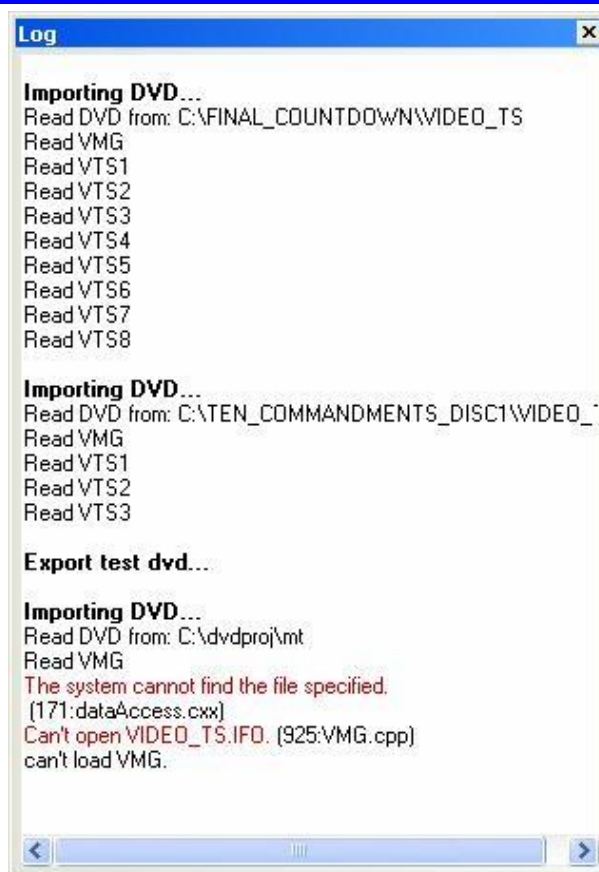 Log
Importing DVD...
Read DVD from: C:\FINAL_COUNTDOWN\VIDEO_TS
Read VMG
Read VTS1
Read VTS2
Read VTS3
Read VTS4
Read VTS5
Read VTS6
Read VTS7
Read VTS8
Importing DVD...
Read DVD from: C:\TEN_COMMANDMENTS_DISC1\VIDEO_T
Read VMG
Read VTS1
Read VTS2
Read VTS3
Export test dvd...
Importing DVD...
Read DVD from: C:\dvdproj\mt
Read VMG
The system cannot find the file specified.
(171:dataAccess.cxx)
Can't open VIDEO_TS.IFO. (925:VMG.cpp)
can't load VMG.